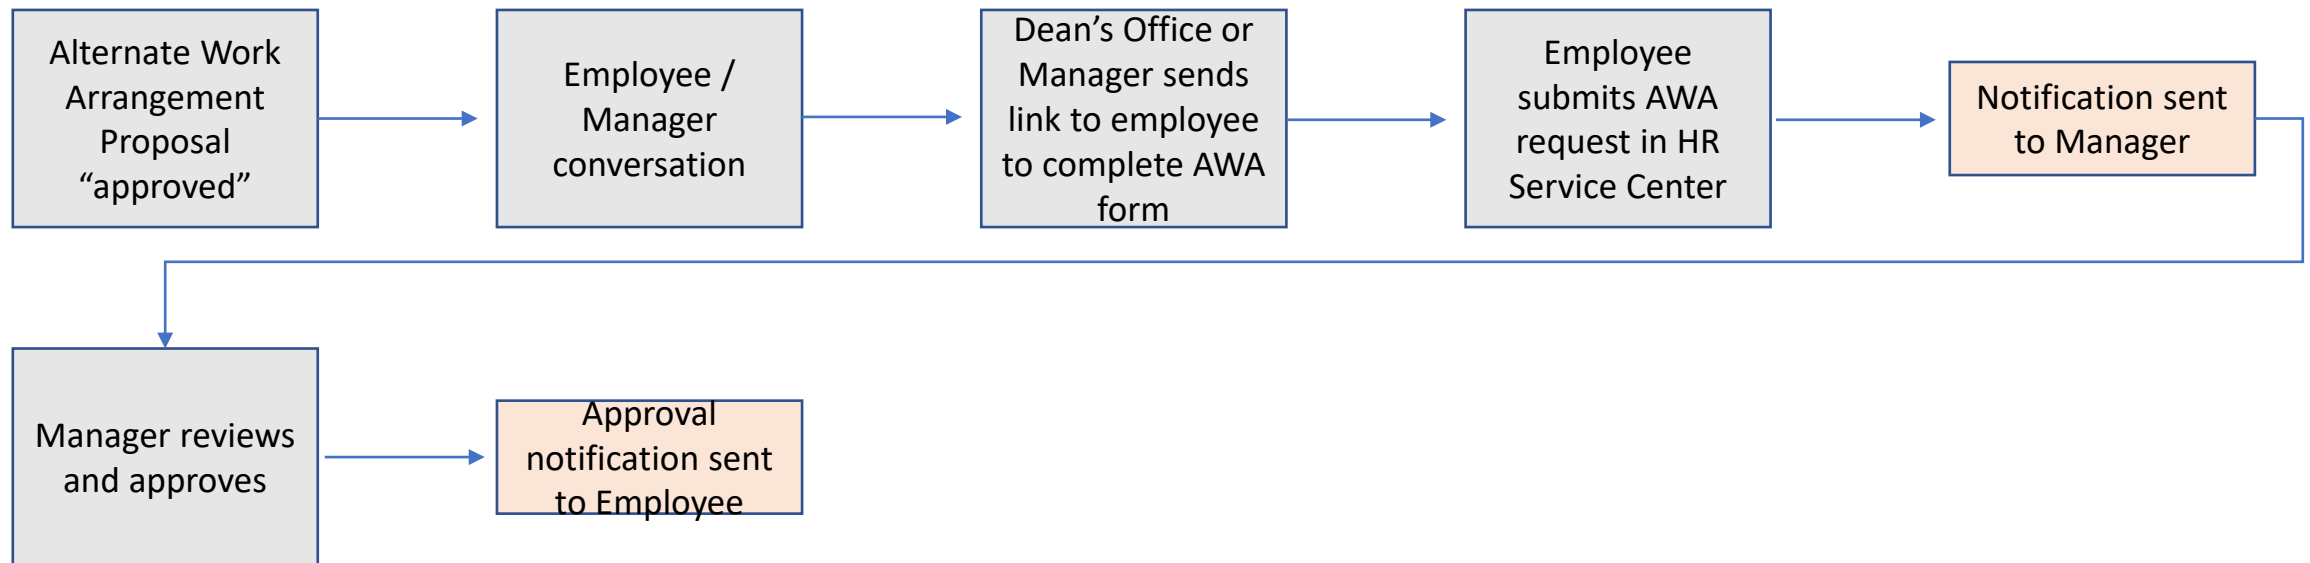 Alternate Work
Arrangement
Proposal
“approved”
Employee /
Manager
conversation
Dean’s Office or
Manager sends
link to employee
to complete AWA
form
Employee
submits AWA
request in HR
Service Center
Notification sent
to Manager
Manager reviews
and approves
Approval
notification sent
to Employee